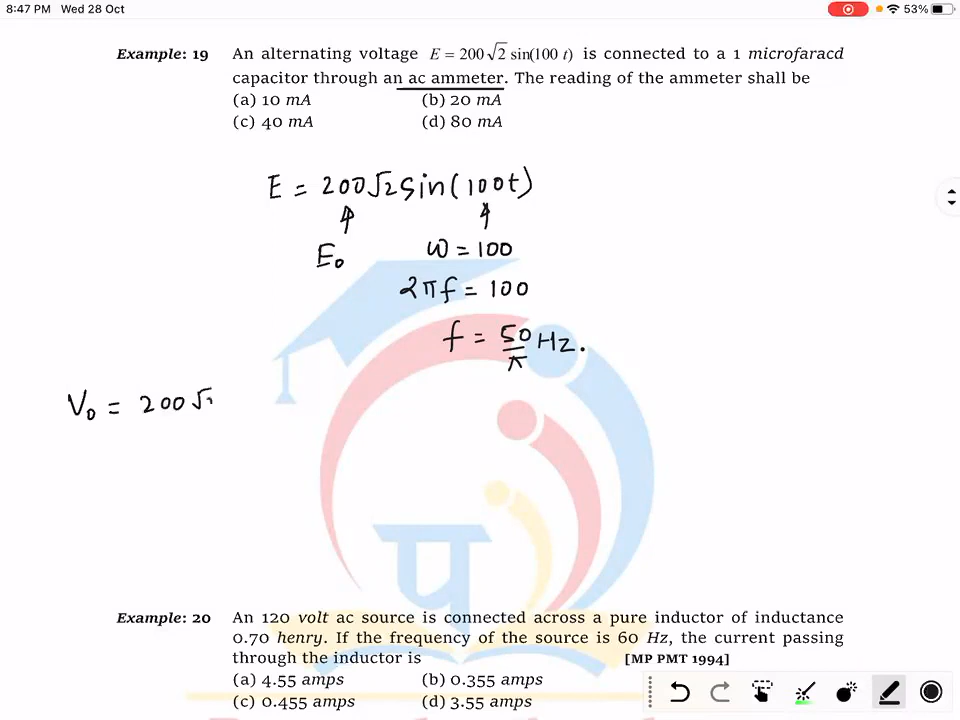 8:47 PM Wed 28 Oct 53%
Example: 19 An alternating voltage E = 200√2 sin(100 t) is connected to a 1 microfaracd
capacitor through an ac ammeter. The reading of the ammeter shall be
(a) 10 mA (b) 20 mA
(c) 40 mA (d) 80 mA
E = 200√2 sin(100t)
E₀ ω = 100
2πf = 100
f = 50/π Hz.
V₀ = 200√
प
Example: 20 An 120 volt ac source is connected across a pure inductor of inductance
0.70 henry. If the frequency of the source is 60 Hz, the current passing
through the inductor is [MP PMT 1994]
(a) 4.55 amps (b) 0.355 amps
(c) 0.455 amps (d) 3.55 amps